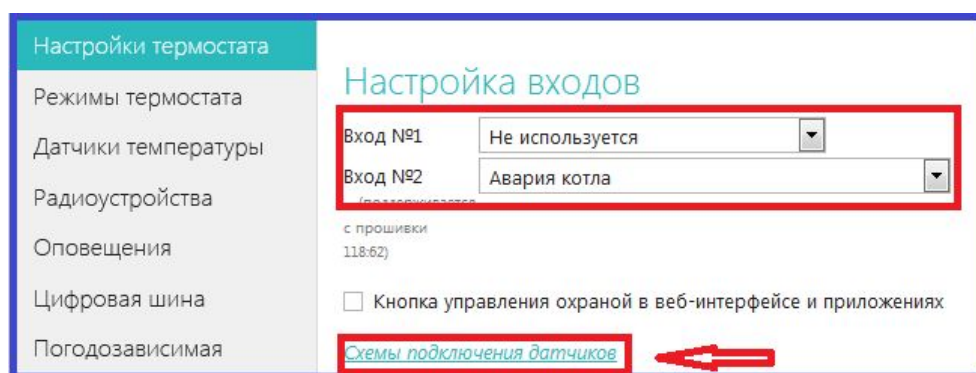 Настройки термостата
Режимы термостата
Датчики температуры
Радиоустройства
Оповещения
Цифровая шина
Погодозависимая
Настройка входов
Вход №1 Не используется
Вход №2 Авария котла
(поддерживается
с прошивки
118:62)
Кнопка управления охраной в веб-интерфейсе и приложениях
Схемы подключения датчиков